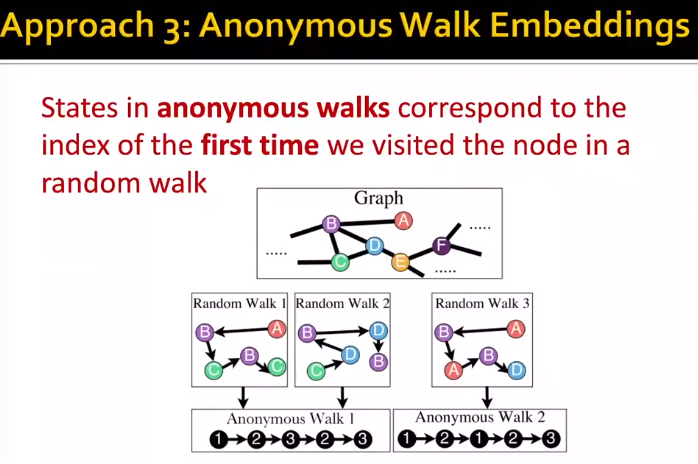 Approach 3: Anonymous Walk Embeddings
States in anonymous walks correspond to the
index of the first time we visited the node in a
random walk
Graph
B A
D
..... C E F .....
.....
Random Walk 1 Random Walk 2 Random Walk 3
B A B D B A
C B C C D B A B D
Anonymous Walk 1 Anonymous Walk 2
1 2 3 2 3 1 2 1 2 3